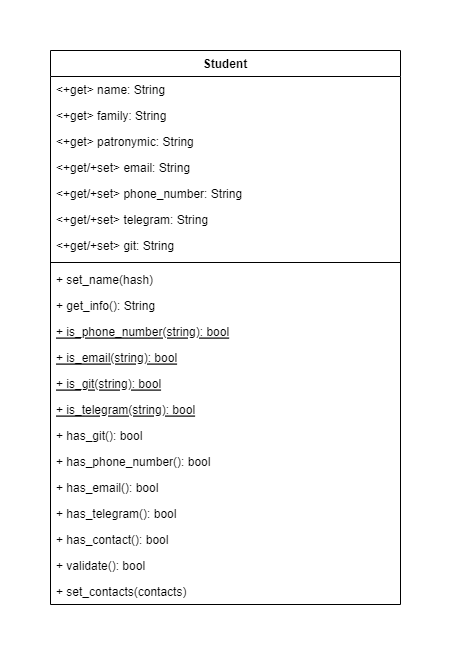 Student
<+get> name: String
<+get> family: String
<+get> patronymic: String
<+get/+set> email: String
<+get/+set> phone_number: String
<+get/+set> telegram: String
<+get/+set> git: String
+ set_name(hash)
+ get_info(): String
+ is_phone_number(string): bool
+ is_email(string): bool
+ is_git(string): bool
+ is_telegram(string): bool
+ has_git(): bool
+ has_phone_number(): bool
+ has_email(): bool
+ has_telegram(): bool
+ has_contact(): bool
+ validate(): bool
+ set_contacts(contacts)